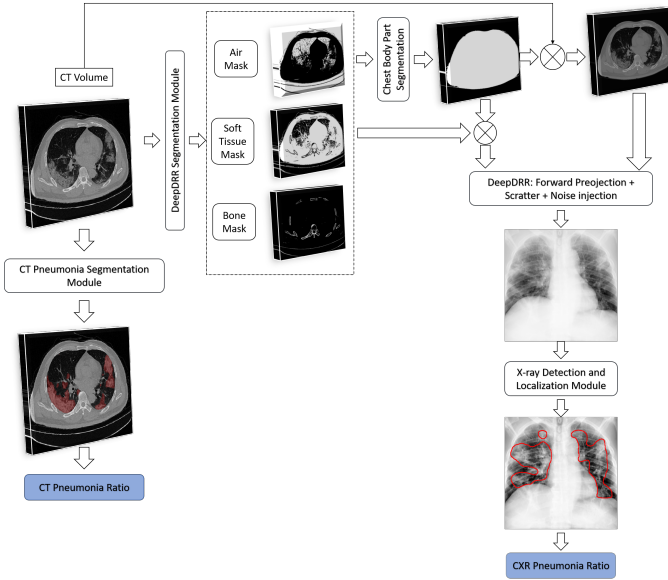 CT Volume
DeepDRR Segmentation Module
Air
Mask
Soft
Tissue
Mask
Bone
Mask
Chest Body Part
Segmentation
DeepDRR: Forward Preojection +
Scratter + Noise injection
CT Pneumonia Segmentation
Module
X-ray Detection and
Localization Module
CT Pneumonia Ratio
CXR Pneumonia Ratio